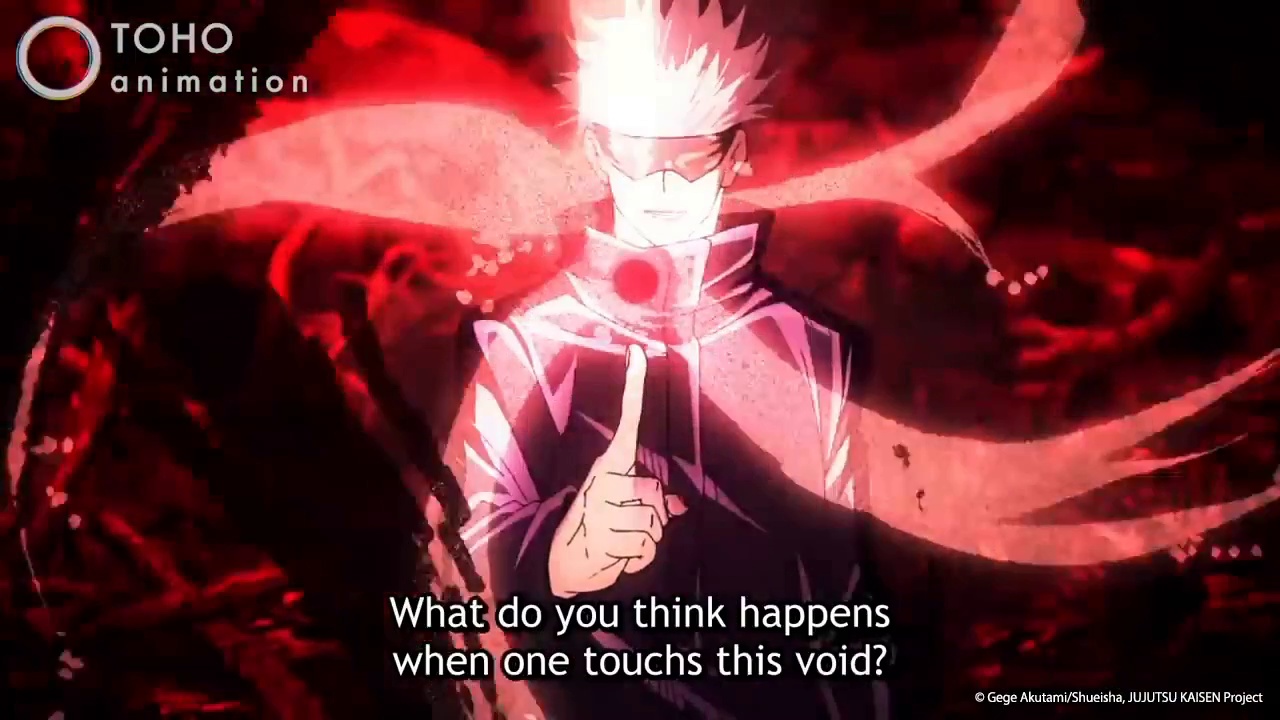 TOHO
animation
What do you think happens
when one touchs this void?
© Gege Akutami/Shueisha, JUJUTSU KAISEN Project